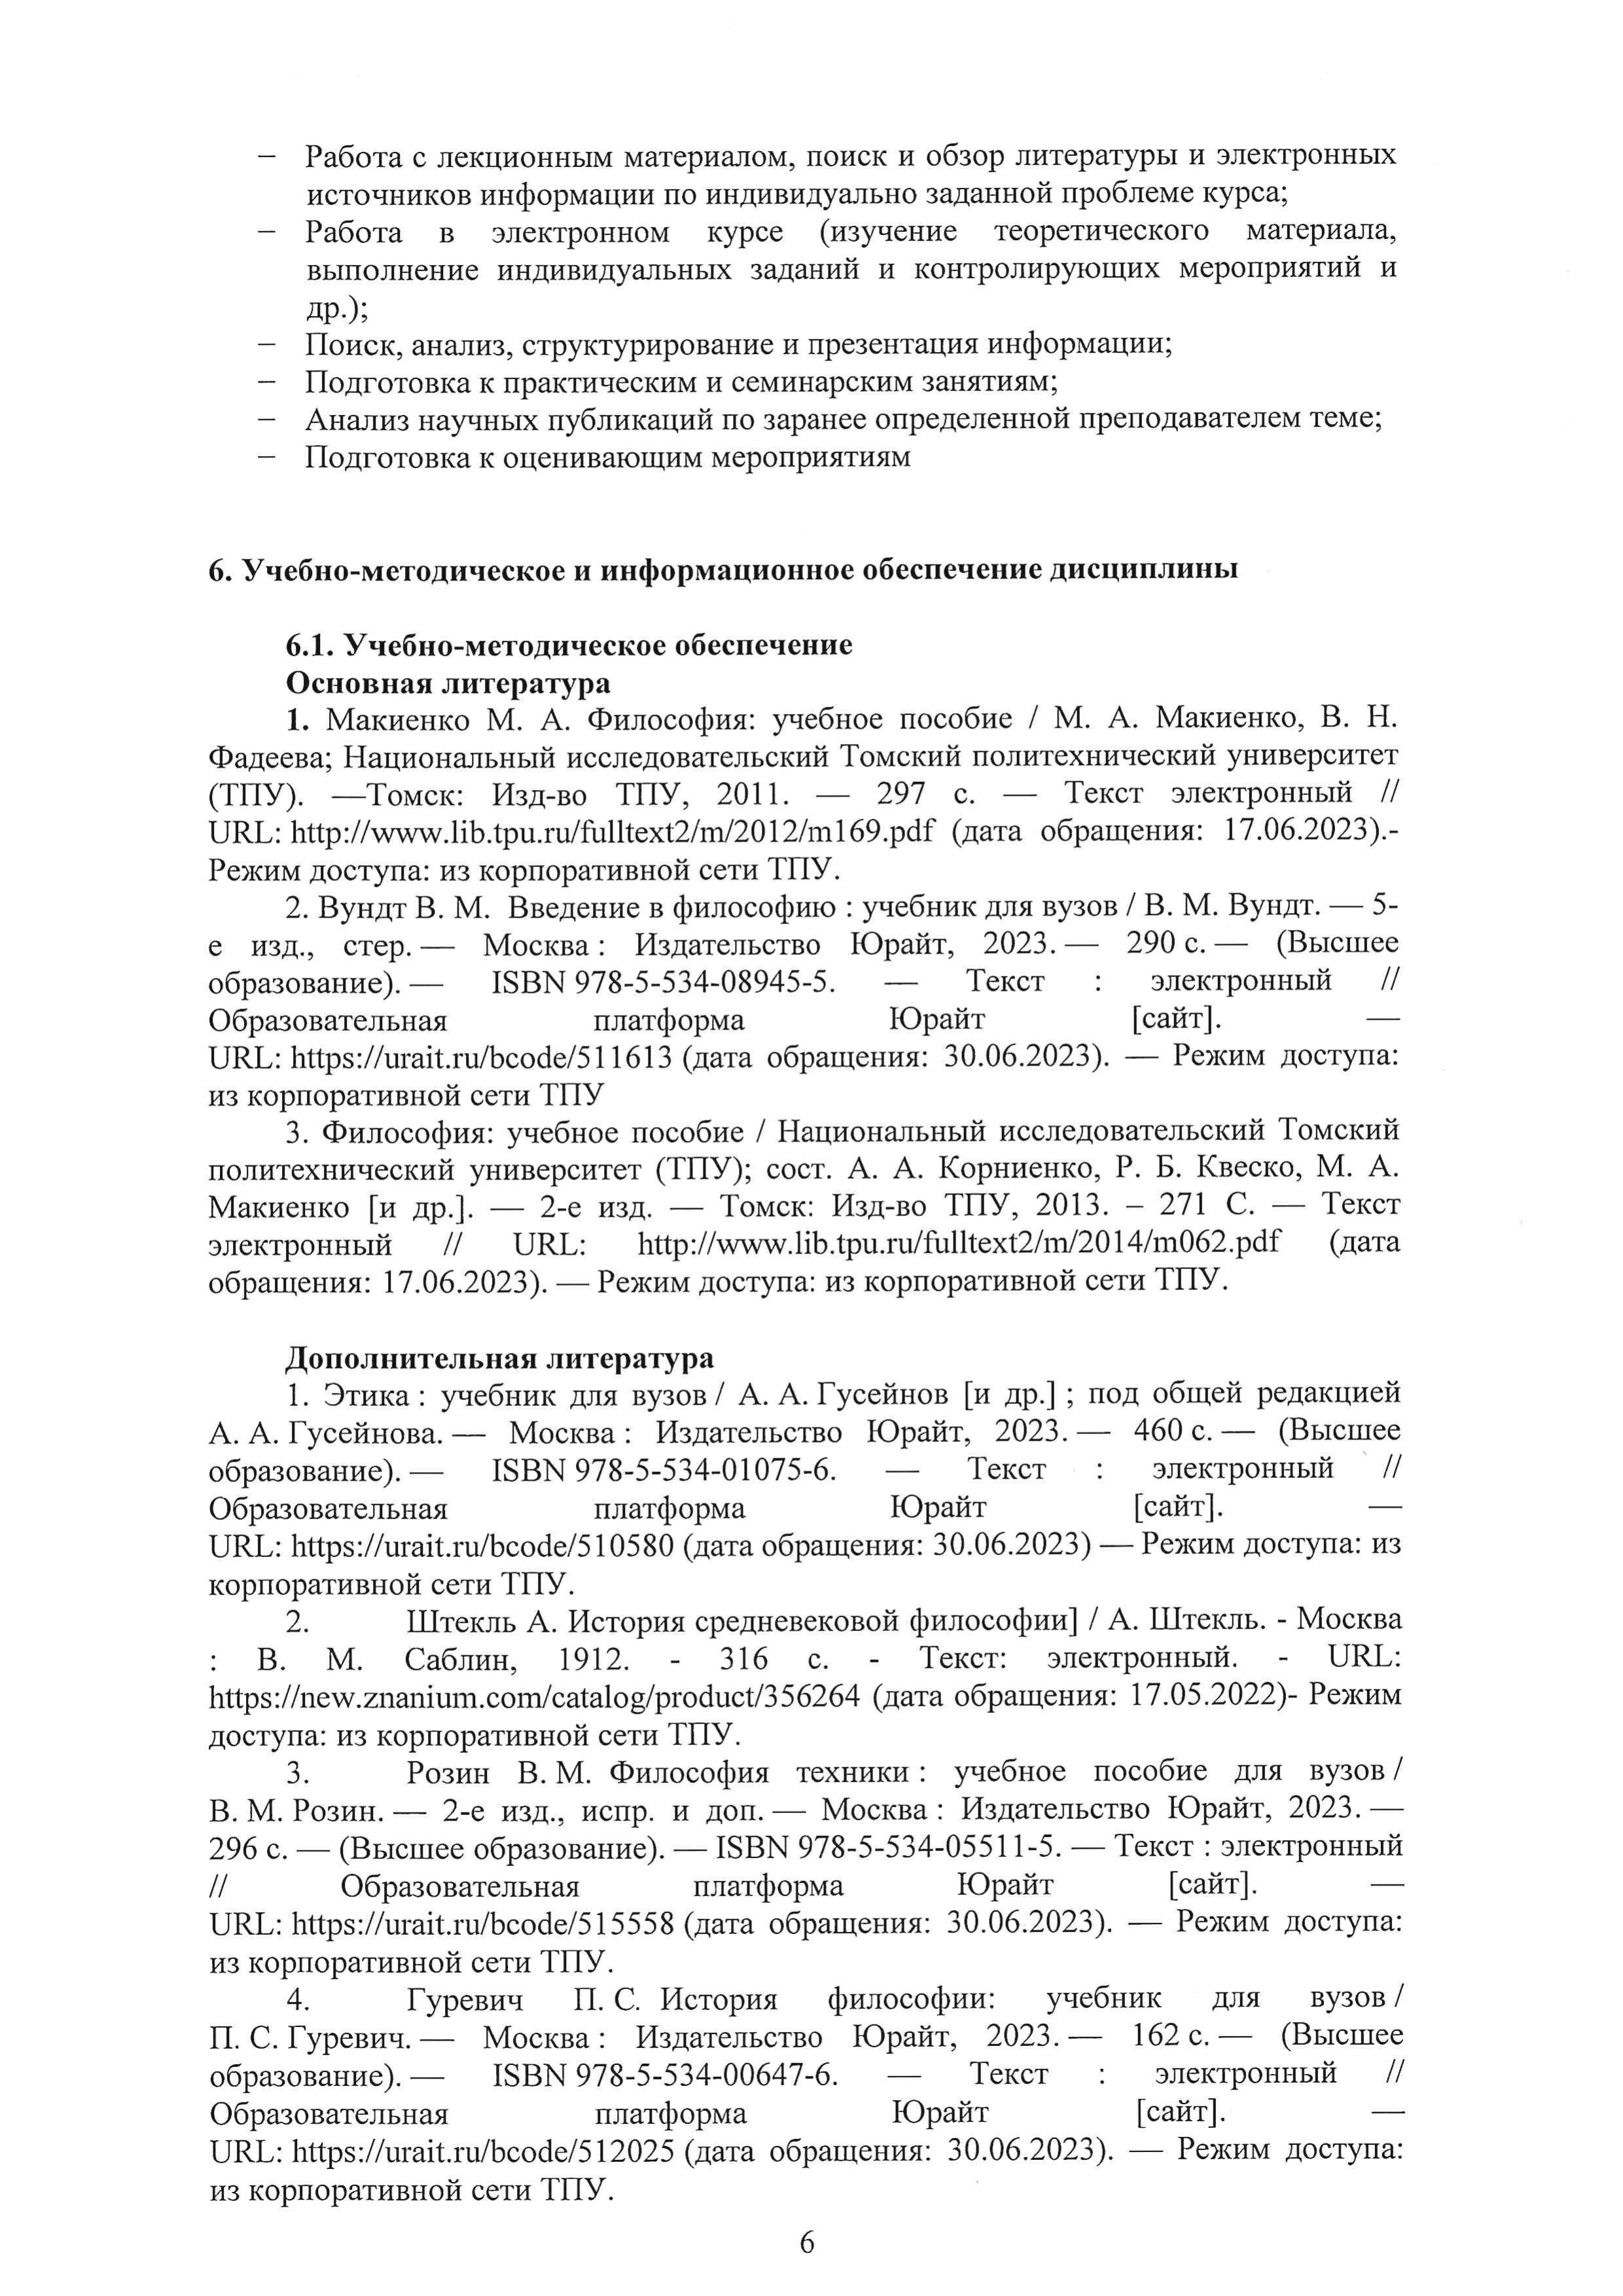 − Работа с лекционным материалом, поиск и обзор литературы и электронных
источников информации по индивидуально заданной проблеме курса;
− Работа в электронном курсе (изучение теоретического материала,
выполнение индивидуальных заданий и контролирующих мероприятий и
др.);
− Поиск, анализ, структурирование и презентация информации;
− Подготовка к практическим и семинарским занятиям;
− Анализ научных публикаций по заранее определенной преподавателем теме;
− Подготовка к оценивающим мероприятиям
6. Учебно-методическое и информационное обеспечение дисциплины
6.1. Учебно-методическое обеспечение
Основная литература
1. Макиенко М. А. Философия: учебное пособие / М. А. Макиенко, В. Н.
Фадеева; Национальный исследовательский Томский политехнический университет
(ТПУ). —Томск: Изд-во ТПУ, 2011. — 297 с. — Текст электронный //
URL: http://www.lib.tpu.ru/fulltext2/m/2012/m169.pdf (дата обращения: 17.06.2023).-
Режим доступа: из корпоративной сети ТПУ.
2. Вундт В. М. Введение в философию : учебник для вузов / В. М. Вундт. — 5-
е изд., стер. — Москва : Издательство Юрайт, 2023. — 290 с. — (Высшее
образование). — ISBN 978-5-534-08945-5. — Текст : электронный //
Образовательная платформа Юрайт [сайт]. —
URL: https://urait.ru/bcode/511613 (дата обращения: 30.06.2023). — Режим доступа:
из корпоративной сети ТПУ
3. Философия: учебное пособие / Национальный исследовательский Томский
политехнический университет (ТПУ); сост. А. А. Корниенко, Р. Б. Квеско, М. А.
Макиенко [и др.]. — 2-е изд. — Томск: Изд-во ТПУ, 2013. – 271 С. — Текст
электронный // URL: http://www.lib.tpu.ru/fulltext2/m/2014/m062.pdf (дата
обращения: 17.06.2023). — Режим доступа: из корпоративной сети ТПУ.
Дополнительная литература
1. Этика : учебник для вузов / А. А. Гусейнов [и др.] ; под общей редакцией
А. А. Гусейнова. — Москва : Издательство Юрайт, 2023. — 460 с. — (Высшее
образование). — ISBN 978-5-534-01075-6. — Текст : электронный //
Образовательная платформа Юрайт [сайт]. —
URL: https://urait.ru/bcode/510580 (дата обращения: 30.06.2023) — Режим доступа: из
корпоративной сети ТПУ.
2. Штекль А. История средневековой философии] / А. Штекль. - Москва
: В. М. Саблин, 1912. - 316 с. - Текст: электронный. - URL:
https://new.znanium.com/catalog/product/356264 (дата обращения: 17.05.2022)- Режим
доступа: из корпоративной сети ТПУ.
3. Розин В. М. Философия техники : учебное пособие для вузов /
В. М. Розин. — 2-е изд., испр. и доп. — Москва : Издательство Юрайт, 2023. —
296 с. — (Высшее образование). — ISBN 978-5-534-05511-5. — Текст : электронный
// Образовательная платформа Юрайт [сайт]. —
URL: https://urait.ru/bcode/515558 (дата обращения: 30.06.2023). — Режим доступа:
из корпоративной сети ТПУ.
4. Гуревич П. С. История философии: учебник для вузов /
П. С. Гуревич. — Москва : Издательство Юрайт, 2023. — 162 с. — (Высшее
образование). — ISBN 978-5-534-00647-6. — Текст : электронный //
Образовательная платформа Юрайт [сайт]. —
URL: https://urait.ru/bcode/512025 (дата обращения: 30.06.2023). — Режим доступа:
из корпоративной сети ТПУ.
6